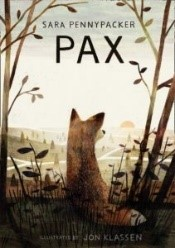 SARA PENNYPACKER
PAX
ILLUSTRATED BY JON KLASSEN